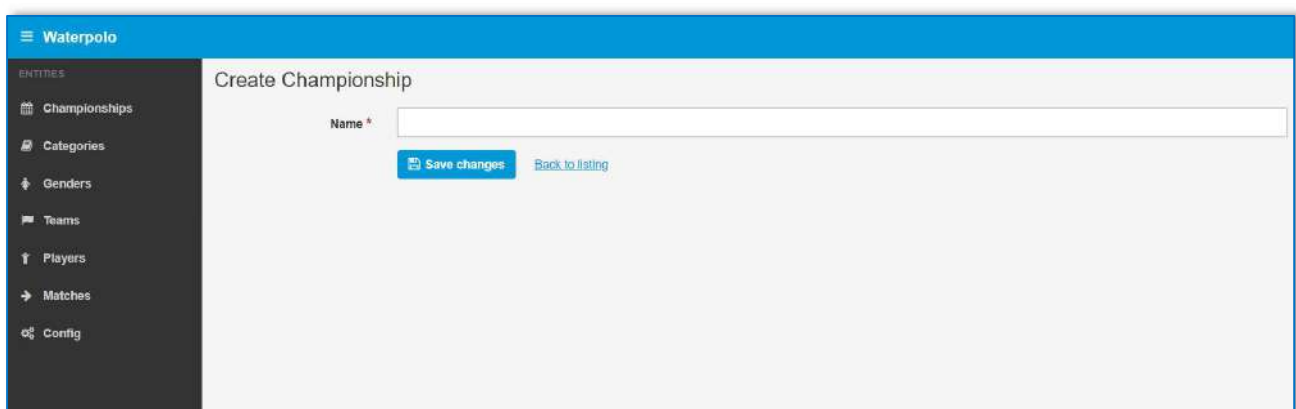 Waterpolo
ENTITIES
Championships
Categories
Genders
Teams
Players
Matches
Config
Create Championship
Name *
Save changes
Back to listing